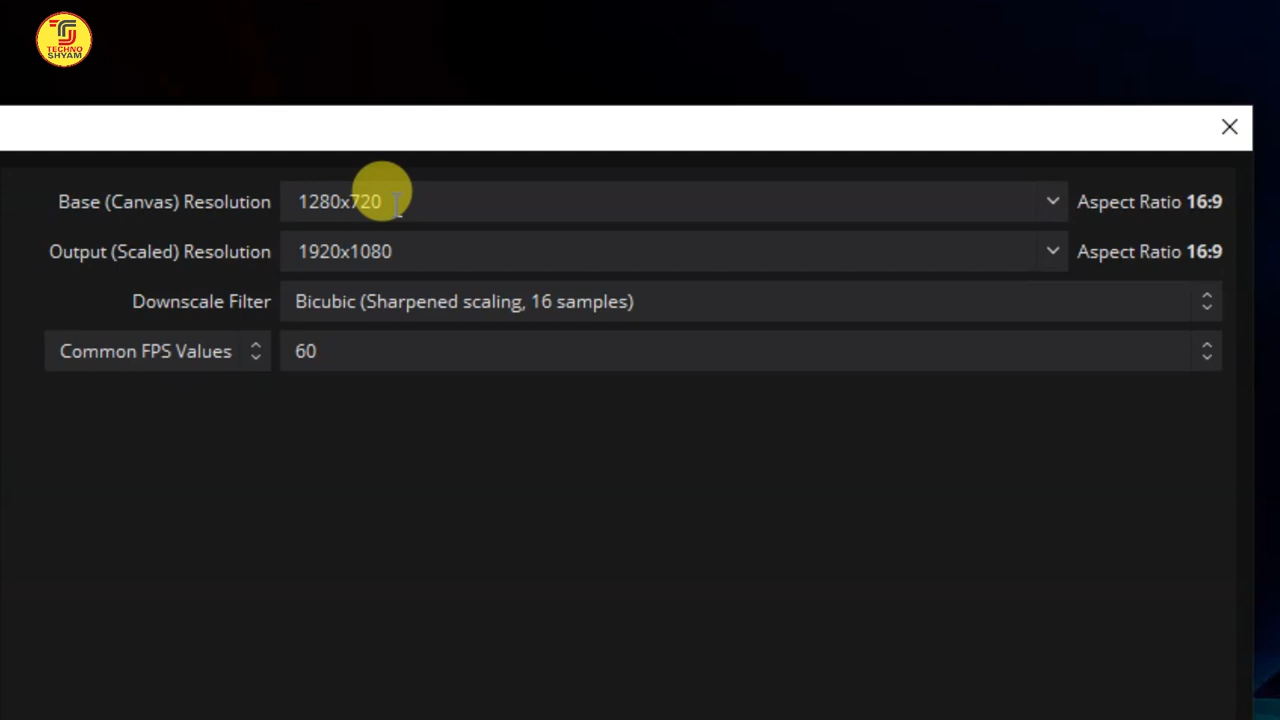 TECHNO
SHYAM
Base (Canvas) Resolution 1280x720 Aspect Ratio 16:9
Output (Scaled) Resolution 1920x1080 Aspect Ratio 16:9
Downscale Filter Bicubic (Sharpened scaling, 16 samples)
Common FPS Values 60